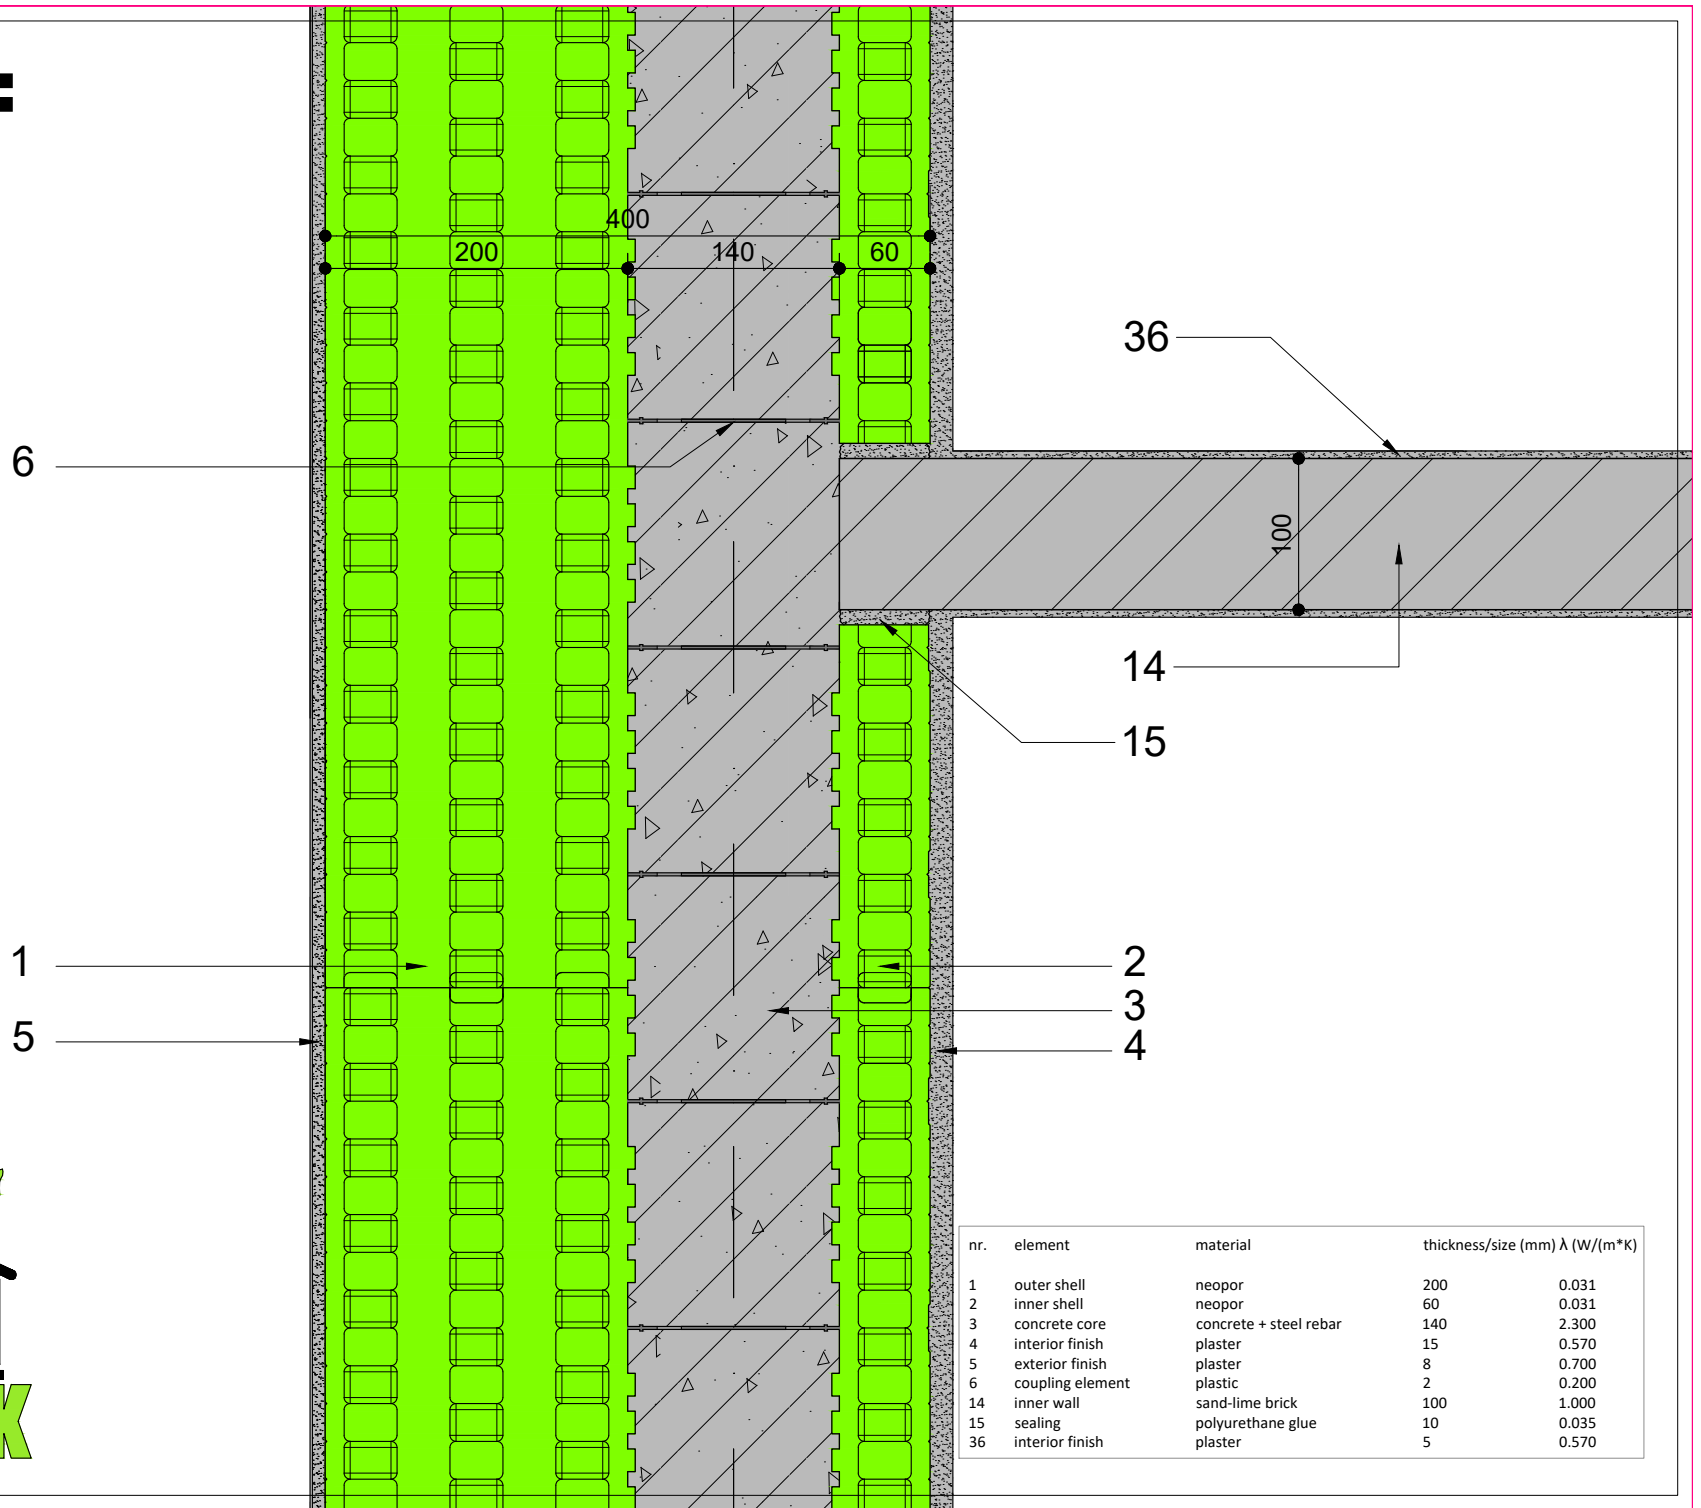 400
200
140
60
36
6
100
14
15
1
2
3
5
4
K
nr. element material thickness/size (mm) λ (W/(m*K)
1 outer shell neopor 200 0.031
2 inner shell neopor 60 0.031
3 concrete core concrete + steel rebar 140 2.300
4 interior finish plaster 15 0.570
5 exterior finish plaster 8 0.700
6 coupling element plastic 2 0.200
14 inner wall sand-lime brick 100 1.000
15 sealing polyurethane glue 10 0.035
36 interior finish plaster 5 0.570